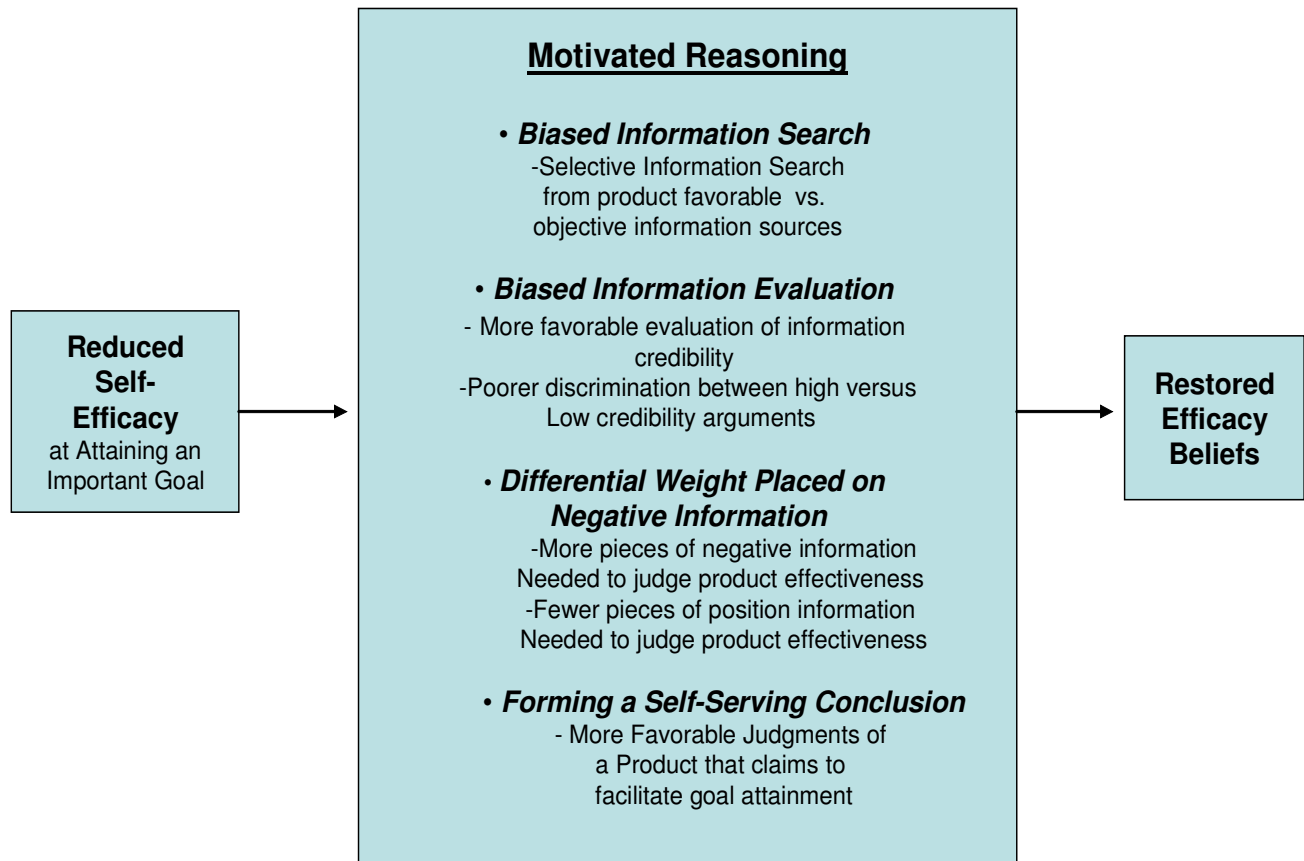 Reduced
Self-
Efficacy
at Attaining an
Important Goal
Motivated Reasoning
• Biased Information Search
-Selective Information Search
from product favorable vs.
objective information sources
• Biased Information Evaluation
- More favorable evaluation of information
credibility
-Poorer discrimination between high versus
Low credibility arguments
• Differential Weight Placed on
Negative Information
-More pieces of negative information
Needed to judge product effectiveness
-Fewer pieces of position information
Needed to judge product effectiveness
• Forming a Self-Serving Conclusion
- More Favorable Judgments of
a Product that claims to
facilitate goal attainment
Restored
Efficacy
Beliefs